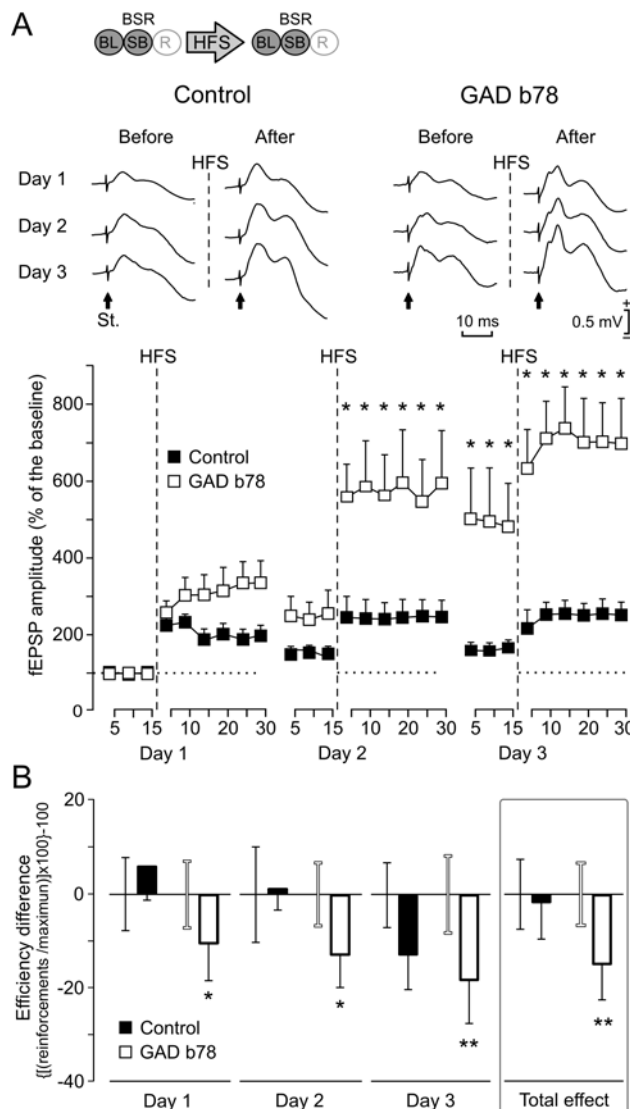 A
BSR
BSR
BL SB R HFS BL SB R
Control
GAD b78
Before
After
Before
After
HFS
HFS
Day 1
Day 2
Day 3
St.
10 ms
0.5 mV
+
-
HFS
HFS
HFS
fEPSP amplitude (% of the baseline)
800
600
400
200
0
Control
GAD b78
* * * * * *
* * *
* * * * * *
5 15 10 20 30
5 15 10 20 30
5 15 10 20 30
Day 1
Day 2
Day 3
B
Efficiency difference
{[(reinforcements /maximun)]x100}-100
20
0
-20
-40
*
*
**
**
Control
GAD b78
Day 1
Day 2
Day 3
Total effect